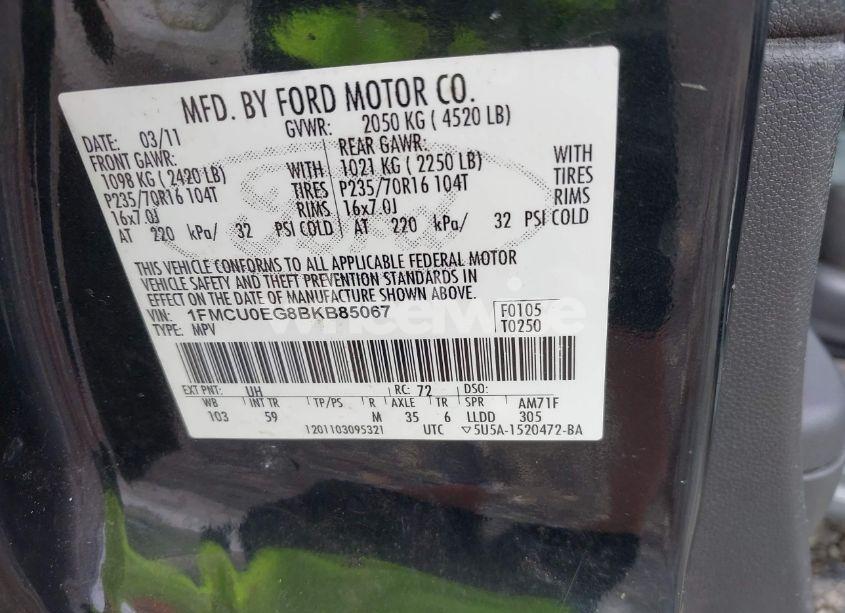 MFD. BY FORD MOTOR CO.
DATE: 03/11 GVWR: 2050 KG ( 4520 LB)
FRONT GAWR: REAR GAWR:
1098 KG ( 2420 LB) WITH 1021 KG ( 2250 LB) WITH
P235/70R16 104T TIRES P235/70R16 104T TIRES
16x7.0J RIMS 16x7.0J RIMS
AT 220 kPa/ 32 PSI COLD AT 220 kPa/ 32 PSI COLD
THIS VEHICLE CONFORMS TO ALL APPLICABLE FEDERAL MOTOR
VEHICLE SAFETY AND THEFT PREVENTION STANDARDS IN
EFFECT ON THE DATE OF MANUFACTURE SHOWN ABOVE.
VIN: 1FMCU0EG8BKB85067 F0105
TYPE: MPV T0250
EXT PNT: UH RC: 72 DSO:
WB INT TR TP/PS R AXLE TR SPR AM71F
103 59 M 35 6 LLDD 305
1201103095321 UTC ▽5U5A-1520472-BA